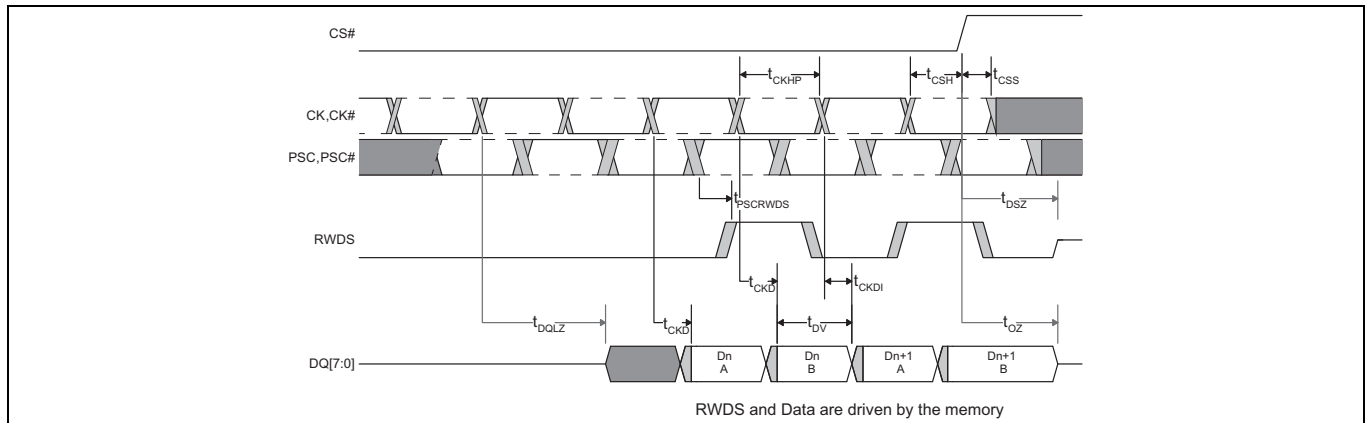 CS#
tCKHP
tCSH
tCSS
CK,CK#
PSC,PSC#
tPSCRWDS
tDSZ
RWDS
tCKD
tCKDI
tDQLZ
tCKD
tDV
tOZ
DQ[7:0]
Dn
A
Dn
B
Dn+1
A
Dn+1
B
RWDS and Data are driven by the memory